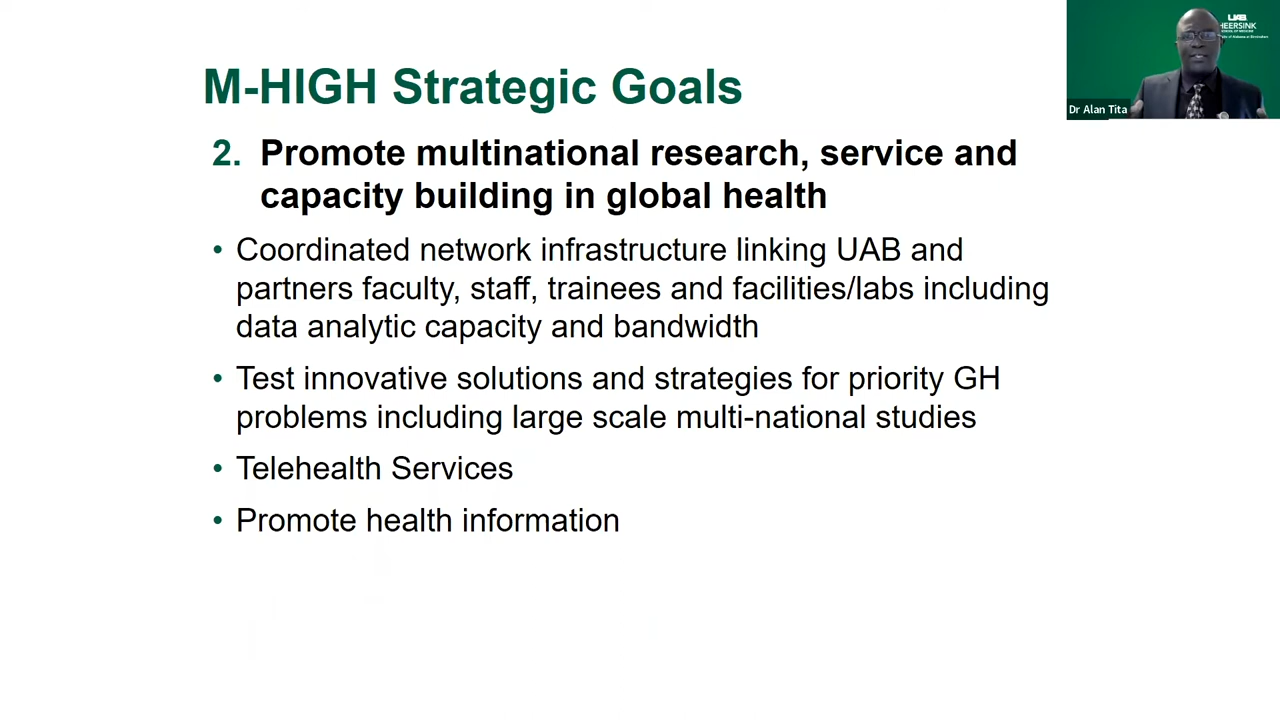 M-HIGH Strategic Goals
2. Promote multinational research, service and
capacity building in global health
• Coordinated network infrastructure linking UAB and
partners faculty, staff, trainees and facilities/labs including
data analytic capacity and bandwidth
• Test innovative solutions and strategies for priority GH
problems including large scale multi-national studies
• Telehealth Services
• Promote health information
UAB
HEERSINK
Dr Alan Tita